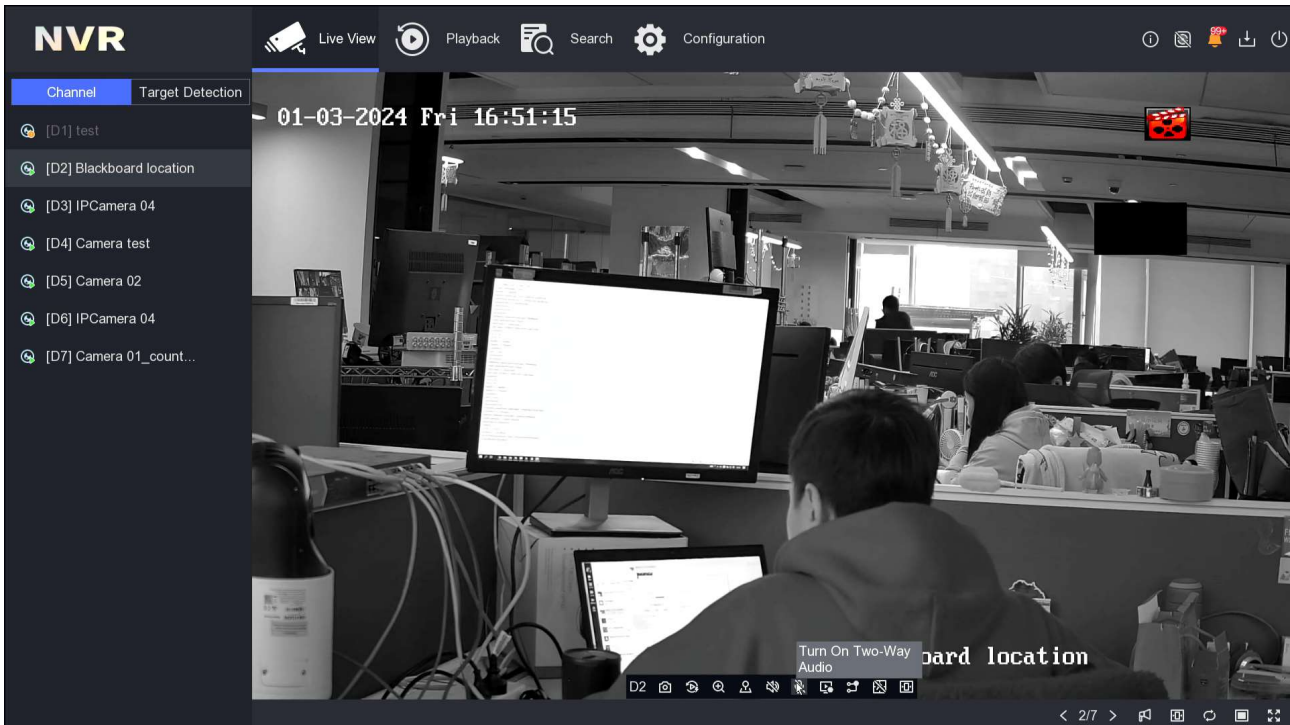 NVR
Live View
Playback
Search
Configuration
99+
Channel
Target Detection
[D1] test
[D2] Blackboard location
[D3] IPCamera 04
[D4] Camera test
[D5] Camera 02
[D6] IPCamera 04
[D7] Camera 01_count...
01-03-2024 Fri 16:51:15
AOC
Turn On Two-Way
Audio
oard location
D2
2/7